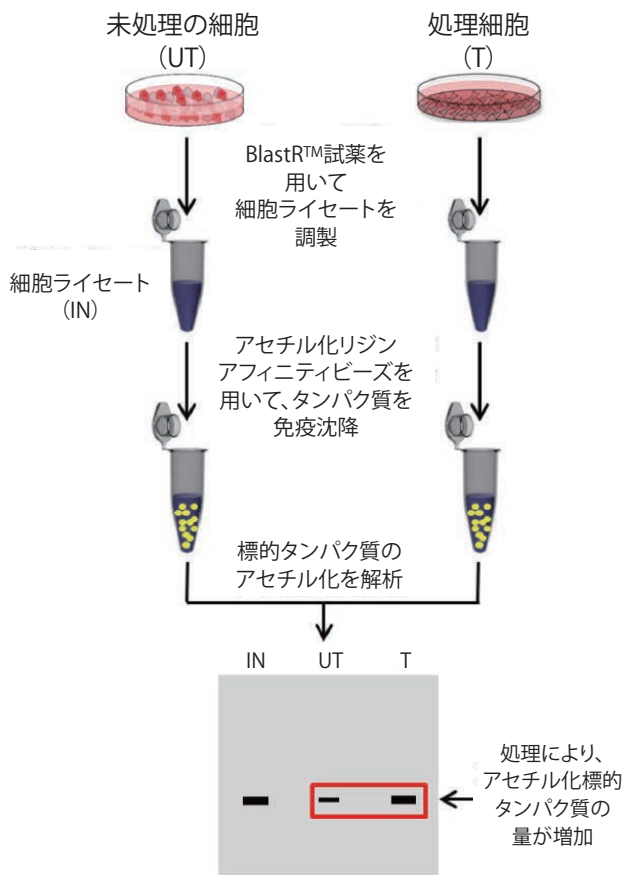 未処理の細胞
（UT）
処理細胞
（T）
BlastR™試薬を
用いて
細胞ライセートを
調製
細胞ライセート
（IN）
アセチル化リジン
アフィニティビーズを
用いて、タンパク質を
免疫沈降
標的タンパク質の
アセチル化を解析
IN UT T
処理により、
アセチル化標的
タンパク質の
量が増加